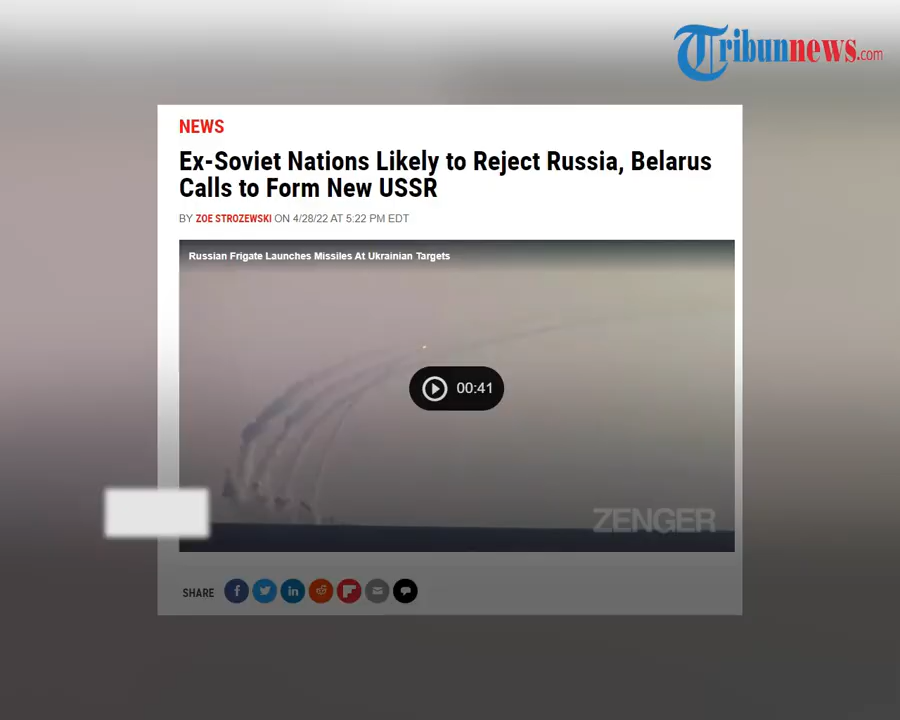 Tribunnews.com
NEWS
Ex-Soviet Nations Likely to Reject Russia, Belarus
Calls to Form New USSR
BY ZOE STROZEWSKI ON 4/28/22 AT 5:22 PM EDT
Russian Frigate Launches Missiles At Ukrainian Targets
00:41
ZENGER
SHARE